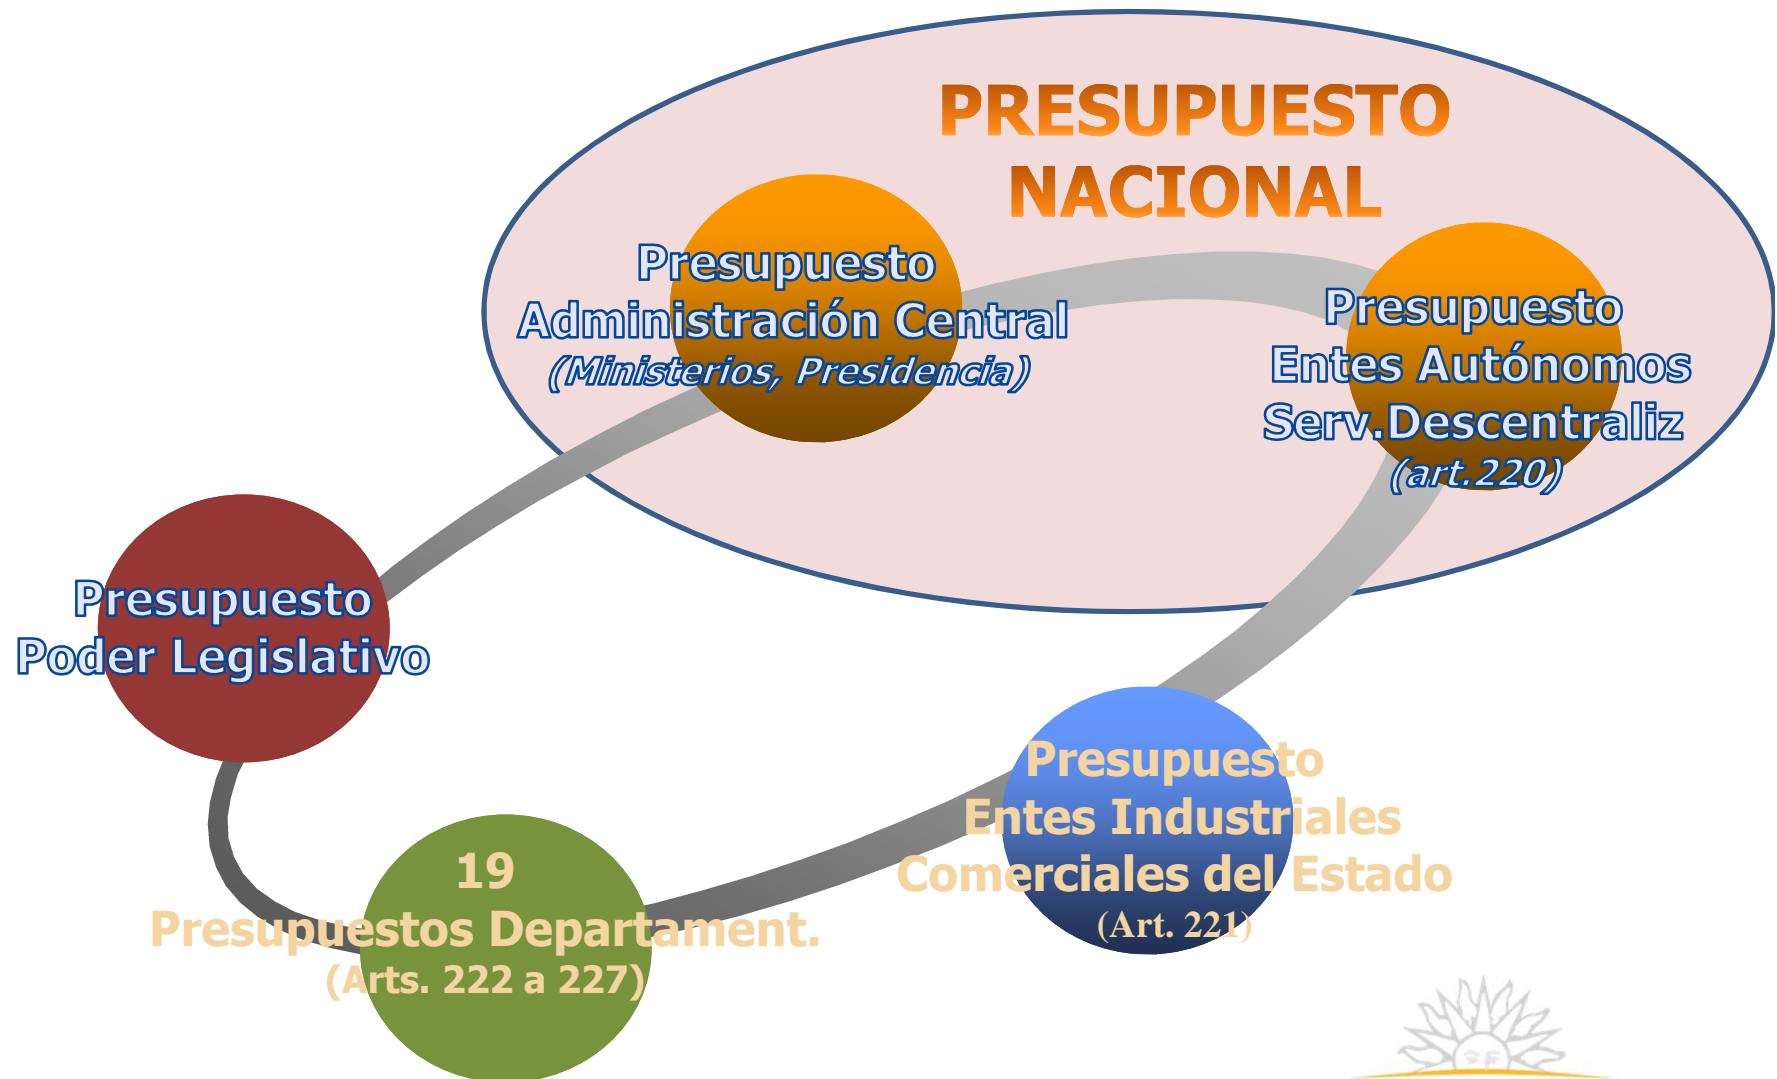 PRESUPUESTO
NACIONAL
Presupuesto
Administración Central
(Ministerios, Presidencia)
Presupuesto
Entes Autónomos
Serv.Descentraliz
(art.220)
Presupuesto
Poder Legislativo
Presupuesto
Entes Industriales
Comerciales del Estado
(Art. 221)
19
Presupuestos Departament.
(Arts. 222 a 227)